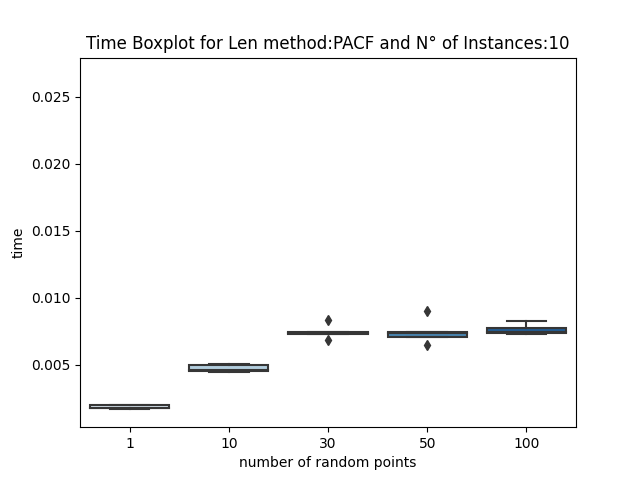 Time Boxplot for Len method:PACF and N° of Instances:10
0.025
0.020
0.015
0.010
0.005
time
1 10 30 50 100
number of random points